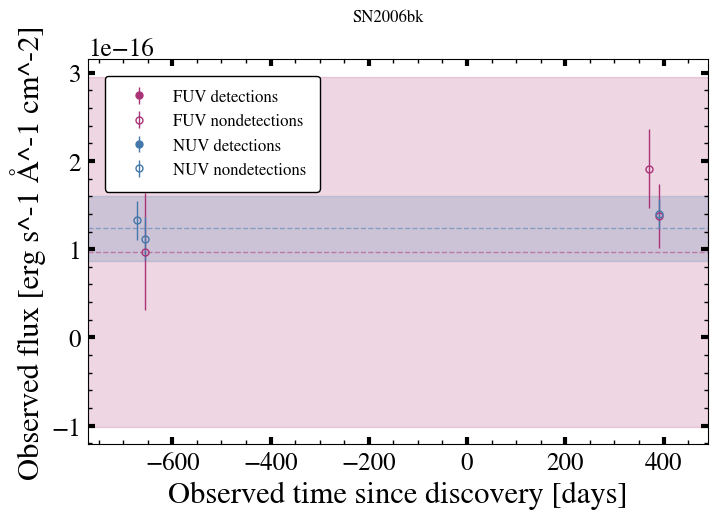 SN2006bk
1e−16
Observed flux [erg s^-1 Å^-1 cm^-2]
3
2
1
0
−1
FUV detections
FUV nondetections
NUV detections
NUV nondetections
−600
−400
−200
0
200
400
Observed time since discovery [days]